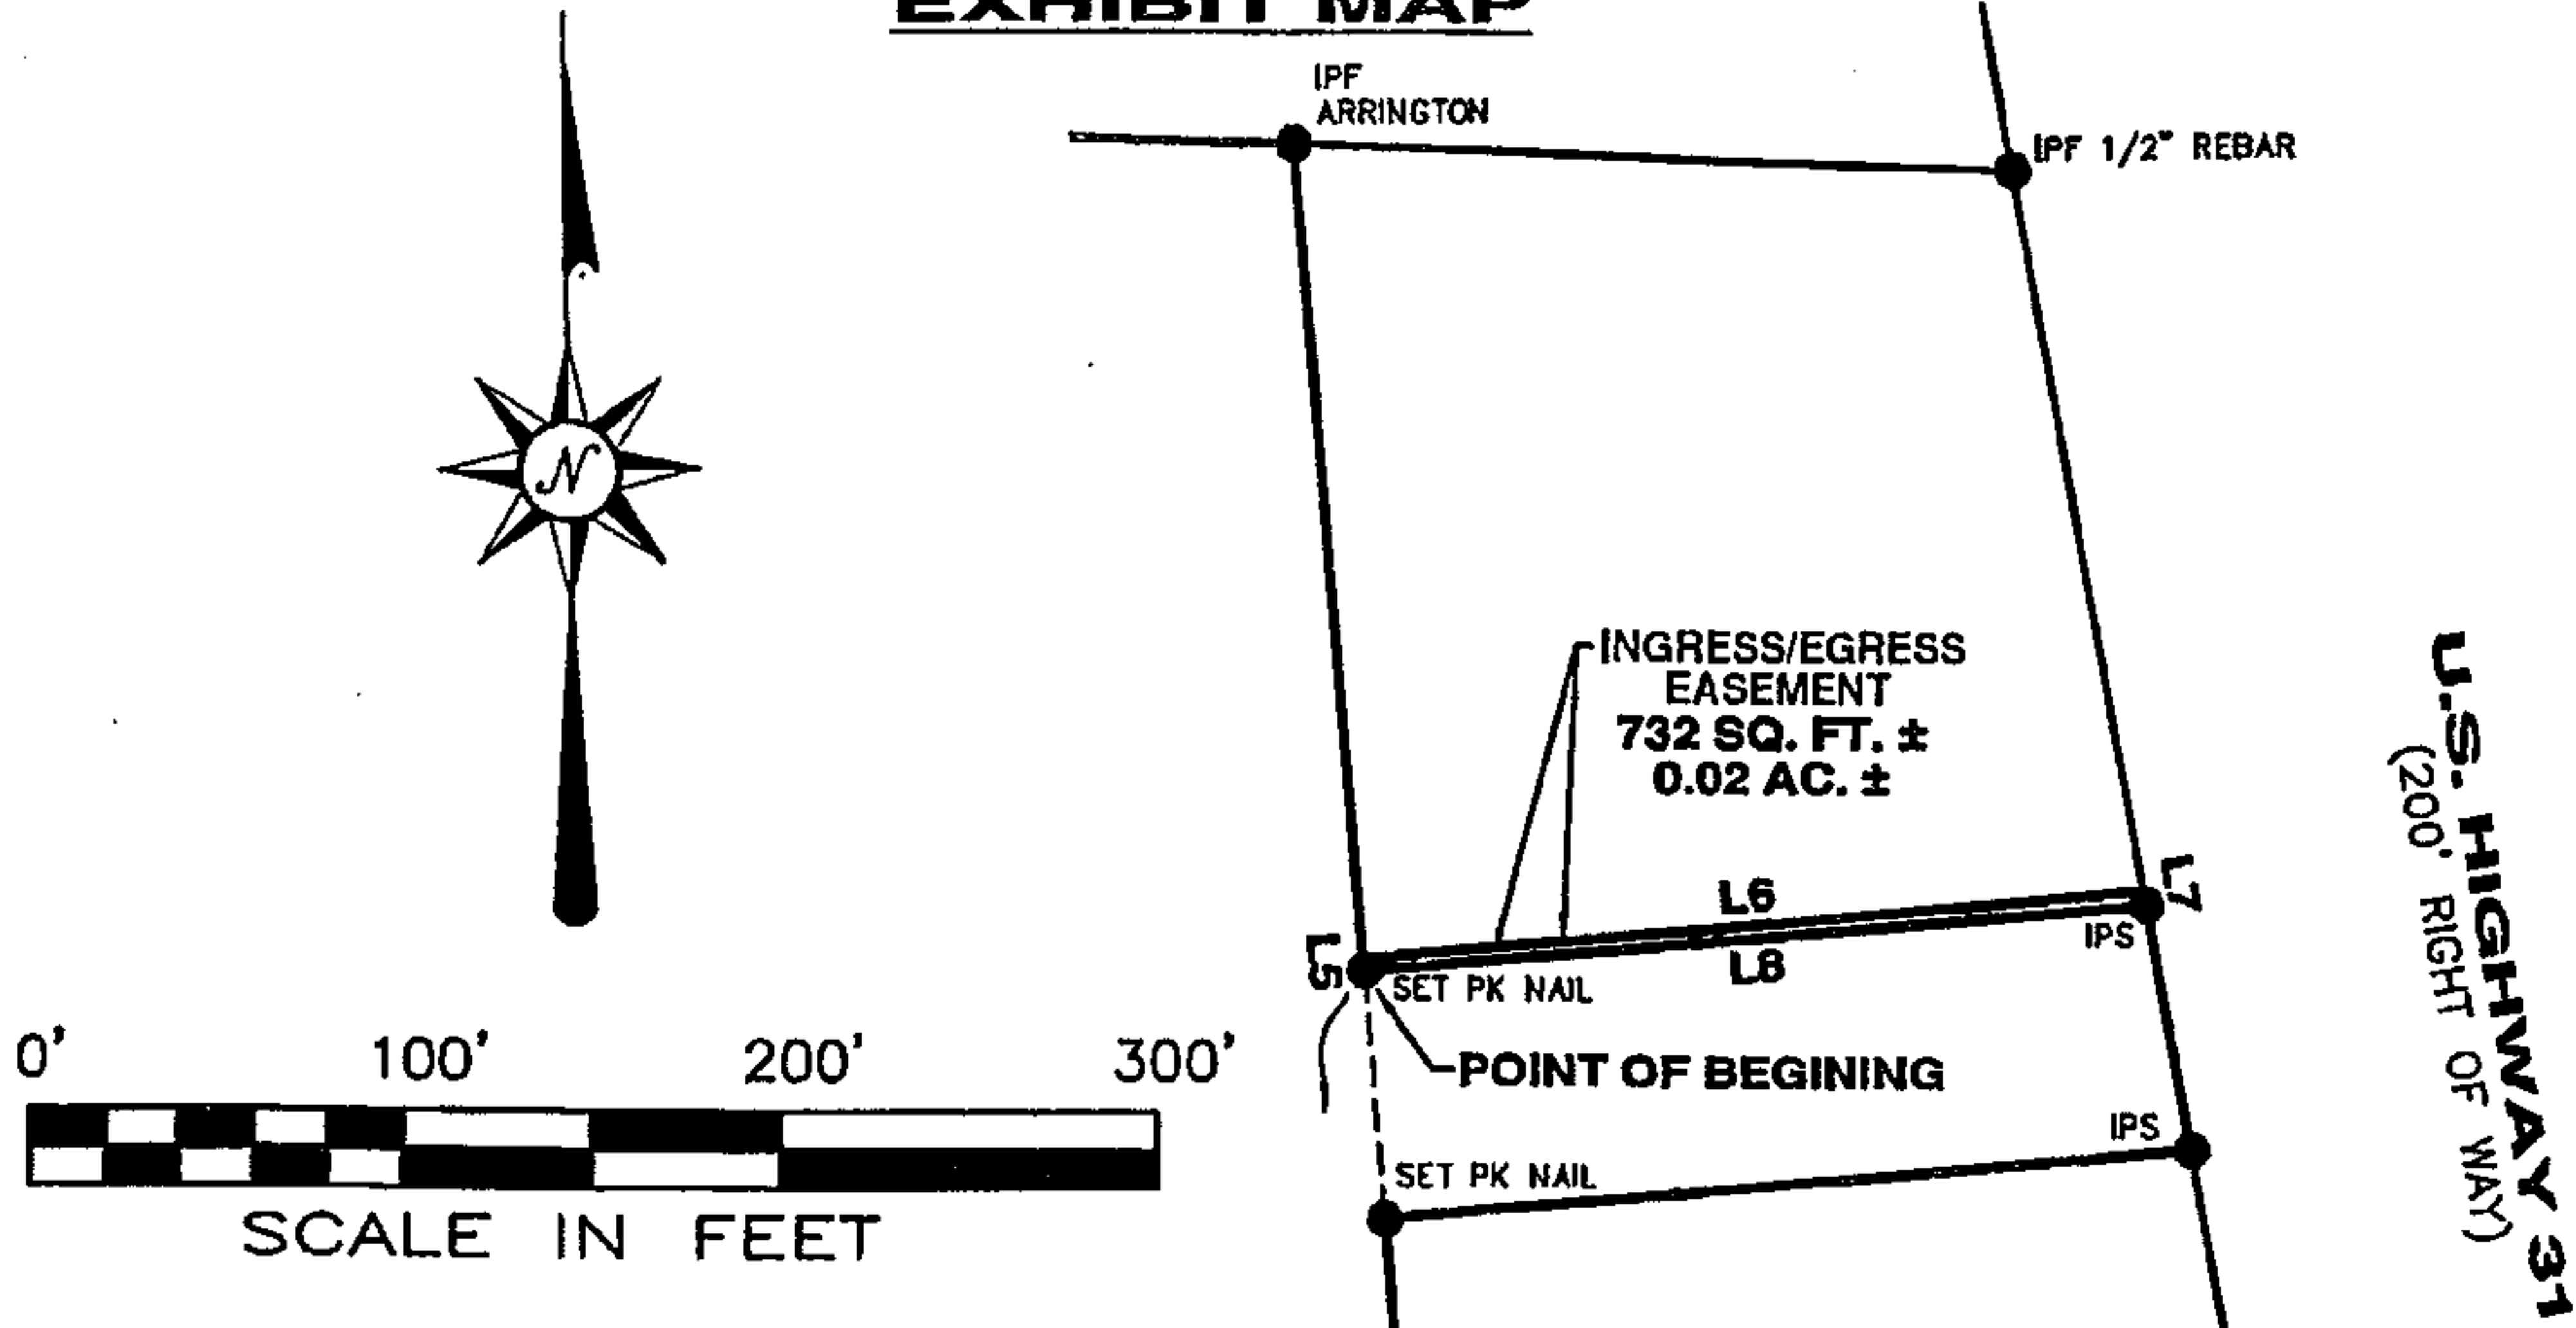 EXHIBIT MAP
IPF
ARRINGTON
IPF 1/2" REBAR
N
INGRESS/EGRESS
EASEMENT
732 SQ. FT. ±
0.02 AC. ±
U.S. HIGHWAY 31
(200' RIGHT OF WAY)
L6
L7
IPS
L5
L8
SET PK NAIL
POINT OF BEGINING
0' 100' 200' 300'
SCALE IN FEET
IPS
SET PK NAIL